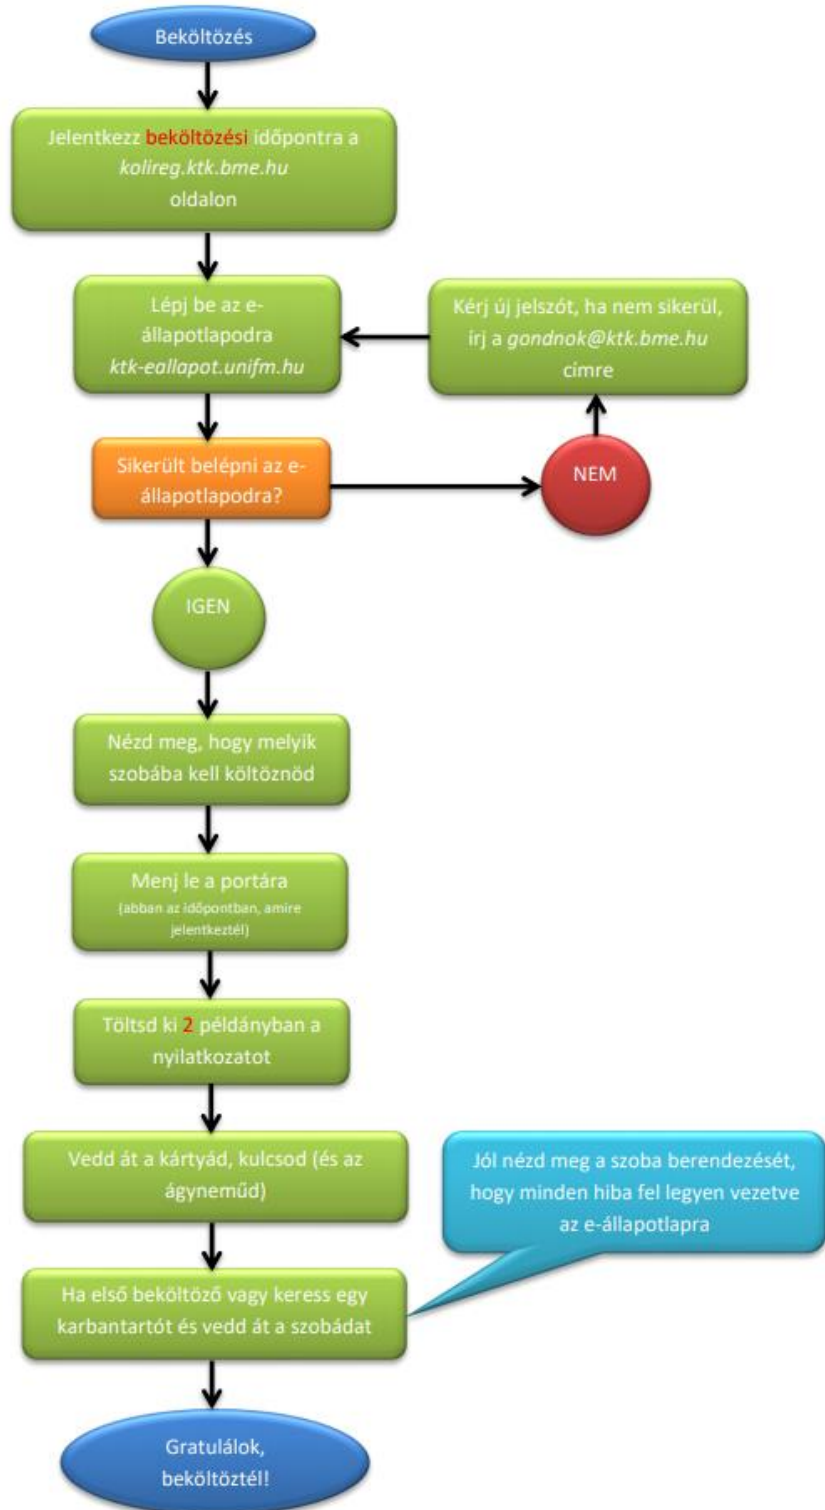 Beköltözés
Jelentkezz beköltözési időpontra a
kolireg.ktk.bme.hu
oldalon
Lépj be az e-
állapotlapodra
ktk-eallapot.unifm.hu
Kérj új jelszót, ha nem sikerül,
írj a gondnok@ktk.bme.hu
címre
Sikerült belépni az e-
állapotlapodra?
NEM
IGEN
Nézd meg, hogy melyik
szobába kell költöznöd
Menj le a portára
(abban az időpontban, amire
jelentkeztél)
Töltsd ki 2 példányban a
nyilatkozatot
Vedd át a kártyád, kulcsod (és az
ágyneműd)
Jól nézd meg a szoba berendezését,
hogy minden hiba fel legyen vezetve
az e-állapotlapra
Ha első beköltöző vagy keress egy
karbantartót és vedd át a szobádat
Gratulálok,
beköltöztél!